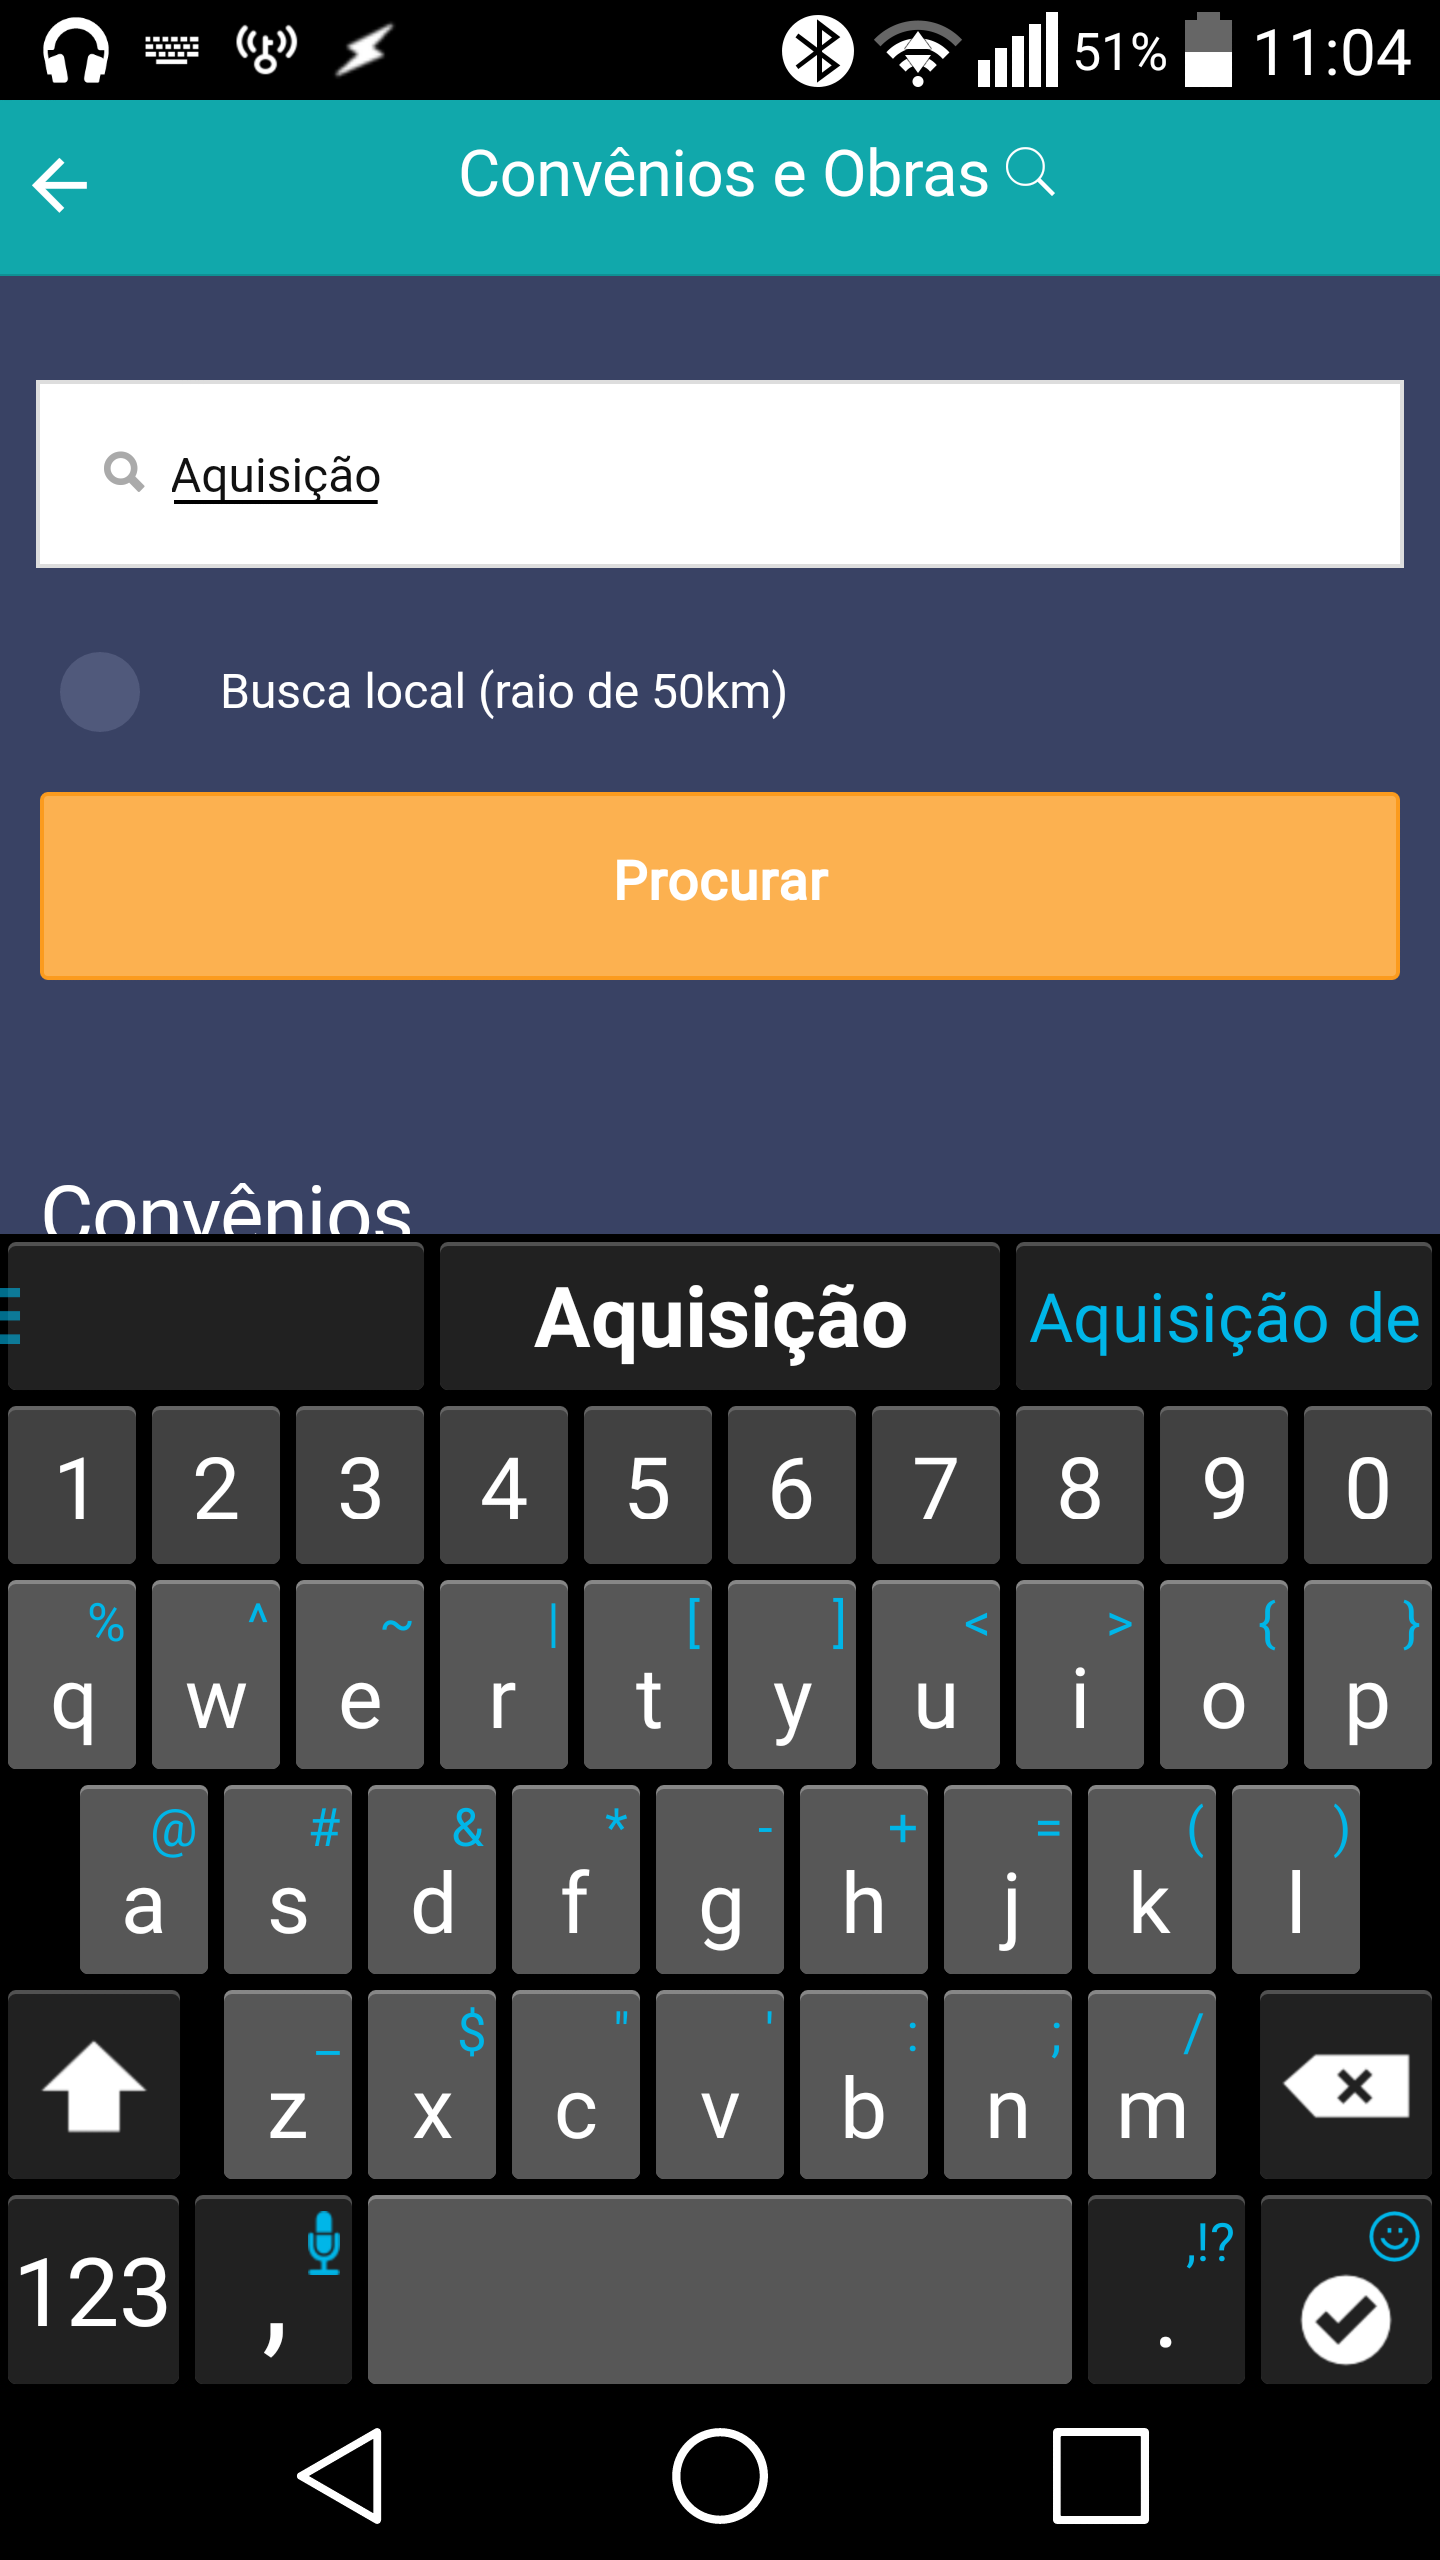 51% 11:04
Convênios e Obras
Aquisição
Busca local (raio de 50km)
Procurar
Convênios
Aquisição Aquisição de
1 2 3 4 5 6 7 8 9 0
% ^ ~ | [ ] < > { }
q w e r t y u i o p
@ # & * - + = ( )
a s d f g h j k l
_ $ " ' : ; /
z x c v b n m
,!?
123 , .